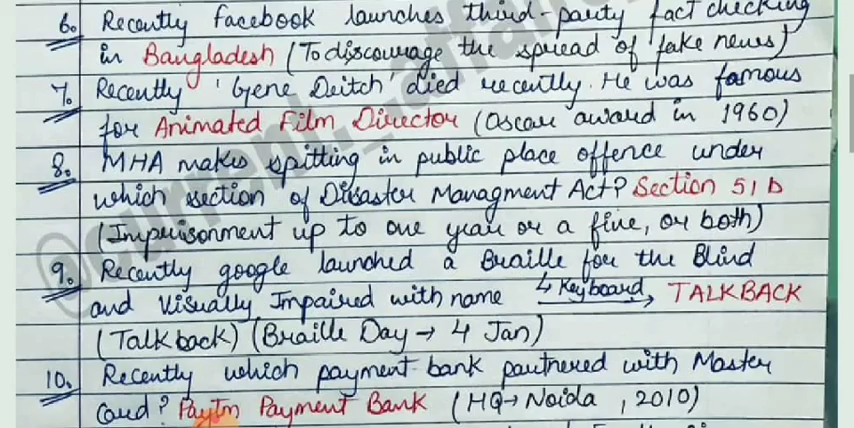 6. Recently facebook launches third-party fact checking
in Bangladesh (To discourage the spread of fake news)
7. Recently 'Gene Deitch' died recently. He was famous
for Animated Film Director (Oscar award in 1960)
8. MHA makes spitting in public place offence under
which section of Disaster Managment Act? Section 51 b
(Imprisonment up to one year or a fine, or both)
9. Recently google launched a Braille for the Blind
and Visually Impaired with name ↳ Keyboard → TALKBACK
(Talkback) (Braille Day → 4 Jan)
10. Recently which payment bank partnered with Master
Card? Paytm Payment Bank (HQ→ Noida, 2010)
@current._affair